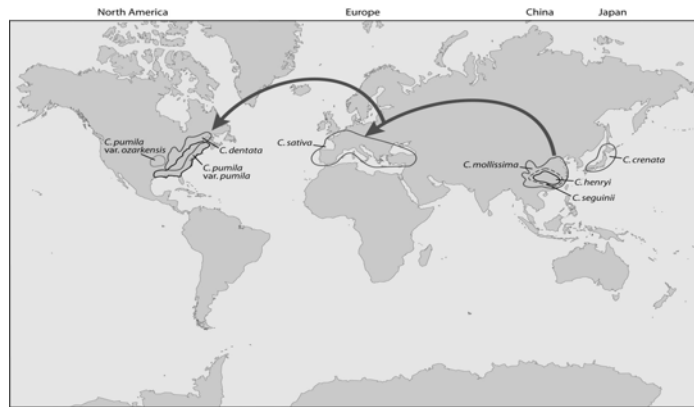 North America Europe China Japan
C. pumila
var. ozarkensis
C. dentata
C. pumila
var. pumila
C. sativa
C. mollissima
C. crenata
C. henryi
C. seguinii